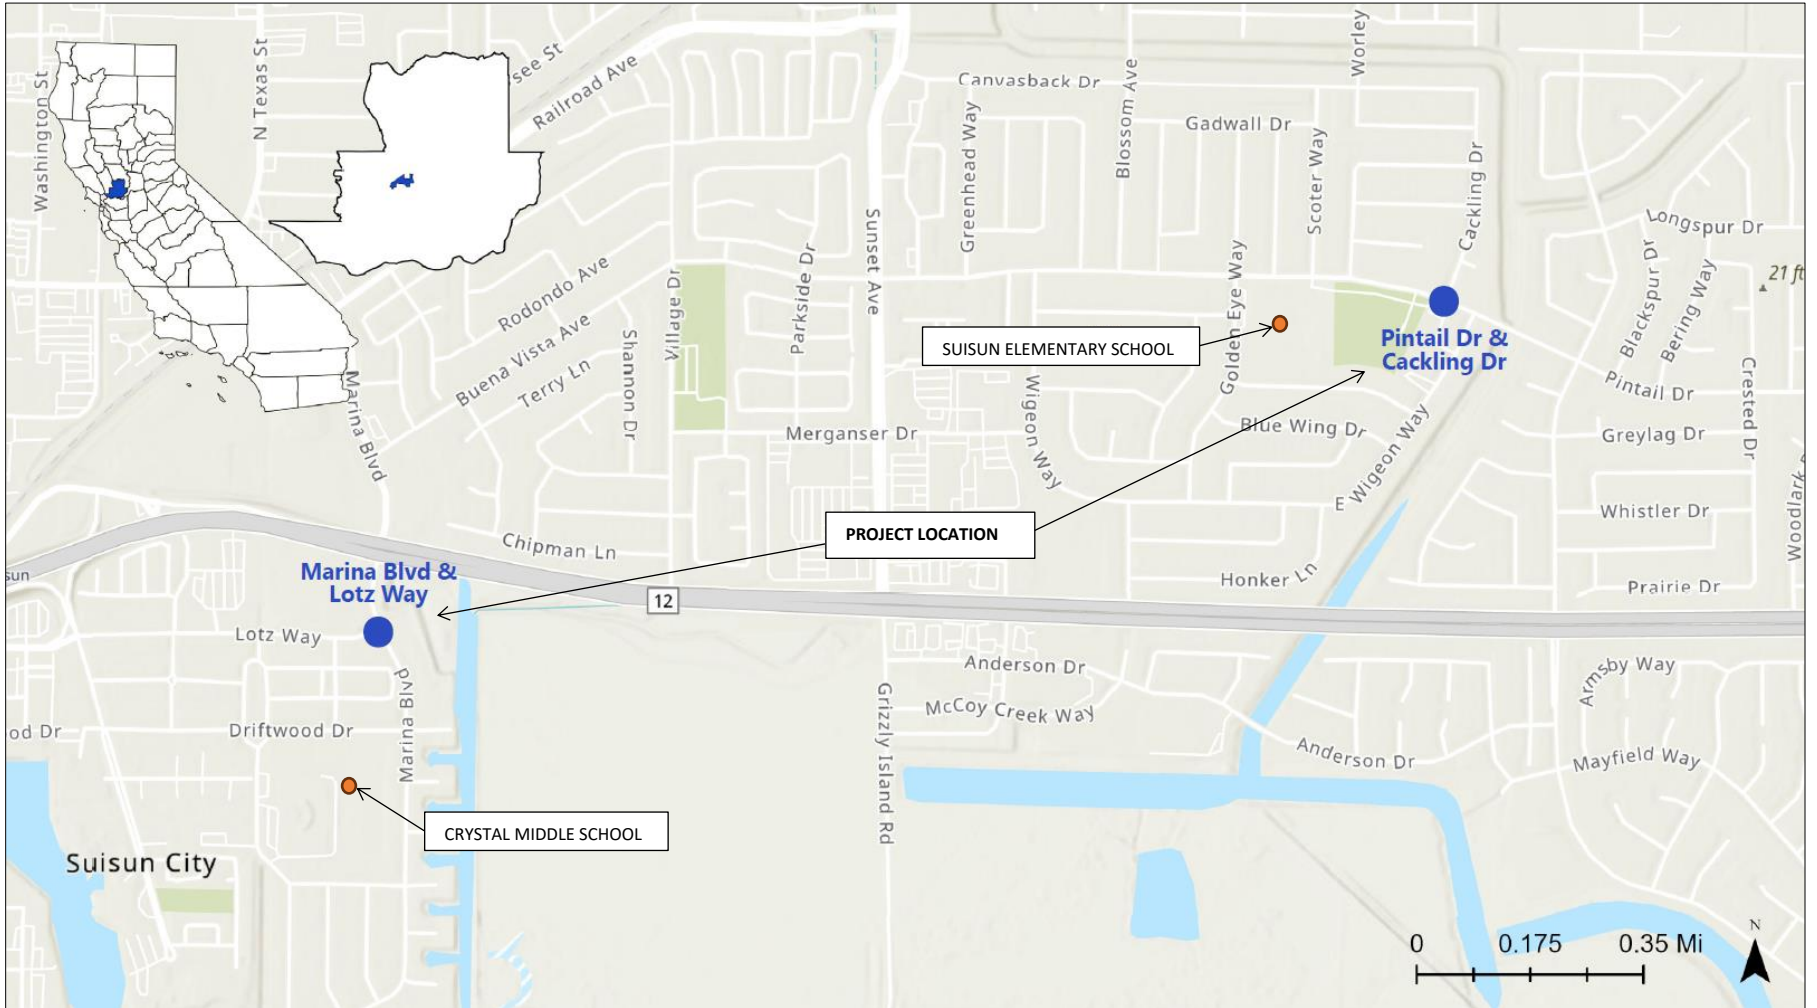 Washington St
N Texas St
see St
Railroad Ave
Canvasback Dr
Blossom Ave
Worley
Gadwall Dr
Greenhead Way
Scoter Way
Cackling Dr
Longspur Dr
Sunset Ave
Parkside Dr
Village Dr
Rodondo Ave
Golden Eye Way
Blackspur Dr
Bering Way
21 ft
SUISUN ELEMENTARY SCHOOL
Pintail Dr &
Cackling Dr
Buena Vista Ave
Terry Ln
Shannon Dr
Marina Blvd
Wigeon Way
Pintail Dr
Crested Dr
Merganser Dr
Blue Wing Dr
E Wigeon Way
Greylag Dr
Woodlark
Whistler Dr
PROJECT LOCATION
Chipman Ln
Honker Ln
Prairie Dr
sun
Marina Blvd &
Lotz Way
12
Lotz Way
Anderson Dr
Armsby Way
Marina Blvd
Grizzly Island Rd
McCoy Creek Way
od Dr
Driftwood Dr
Anderson Dr
Mayfield Way
CRYSTAL MIDDLE SCHOOL
Suisun City
N
0 0.175 0.35 Mi